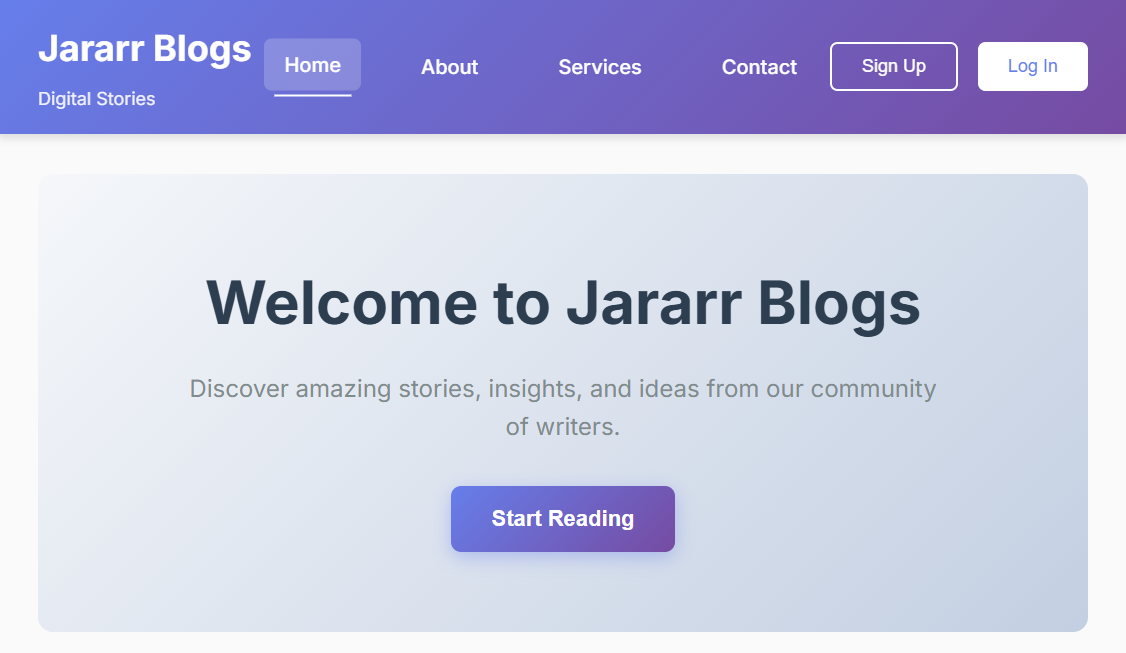 Jararr Blogs
Digital Stories
Home
About
Services
Contact
Sign Up
Log In
Welcome to Jararr Blogs
Discover amazing stories, insights, and ideas from our community
of writers.
Start Reading